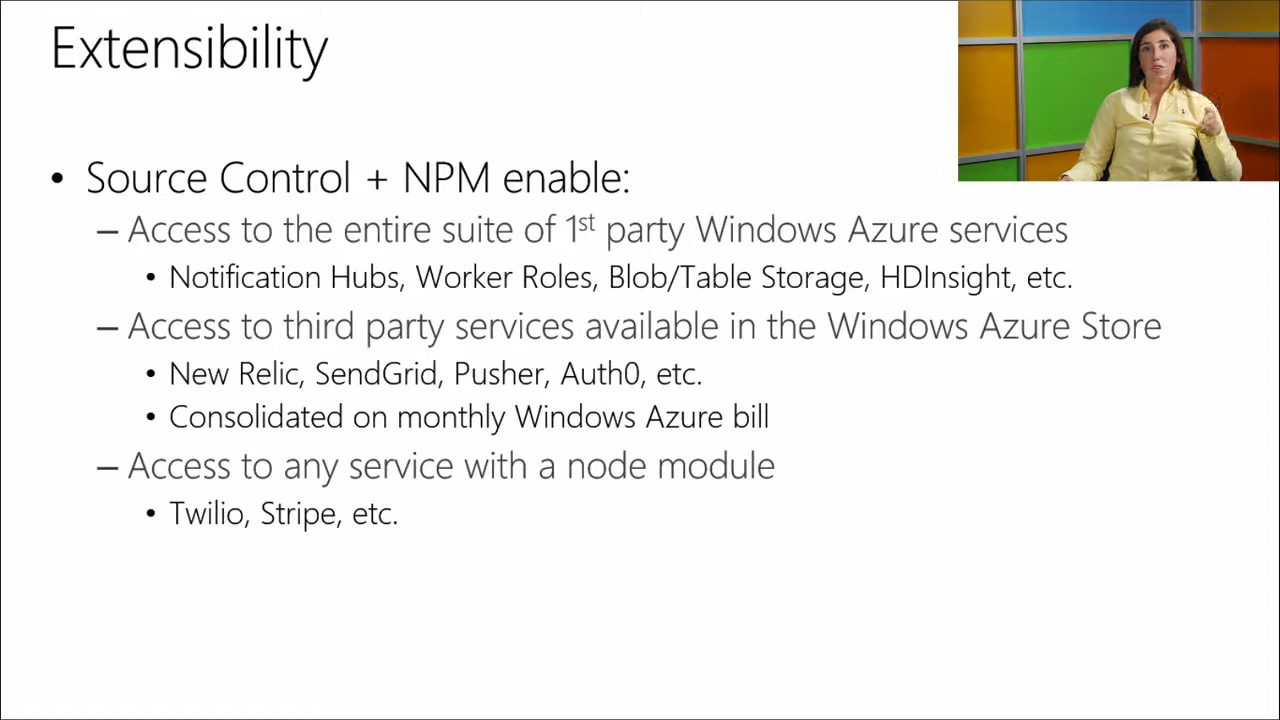 Extensibility
• Source Control + NPM enable:
– Access to the entire suite of 1st party Windows Azure services
• Notification Hubs, Worker Roles, Blob/Table Storage, HDInsight, etc.
– Access to third party services available in the Windows Azure Store
• New Relic, SendGrid, Pusher, Auth0, etc.
• Consolidated on monthly Windows Azure bill
– Access to any service with a node module
• Twilio, Stripe, etc.